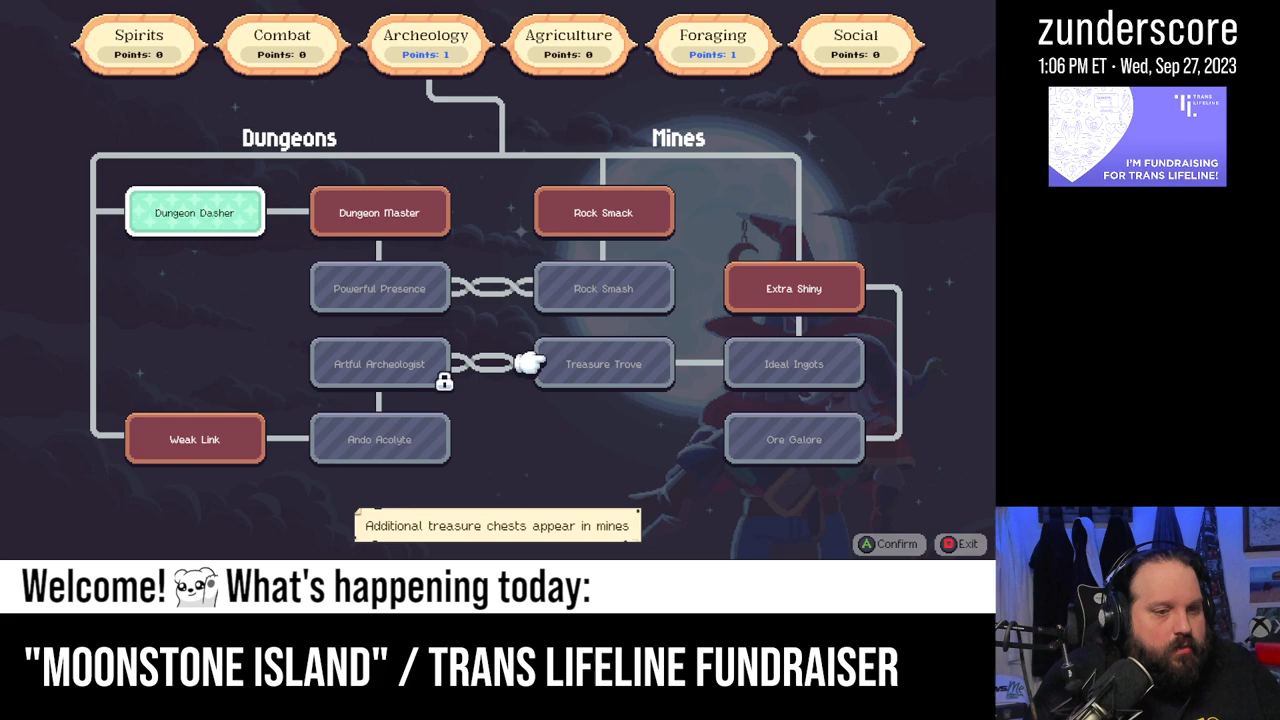 Spirits
Points: 0
Combat
Points: 0
Archeology
Points: 1
Agriculture
Points: 0
Foraging
Points: 1
Social
Points: 0
zunderscore
1:06 PM ET · Wed, Sep 27, 2023
TRANS
LIFELINE
I'M FUNDRAISING
FOR TRANS LIFELINE!
Dungeons
Mines
Dungeon Dasher
Dungeon Master
Rock Smack
Powerful Presence
Rock Smash
Extra Shiny
Artful Archeologist
Treasure Trove
Ideal Ingots
Weak Link
Ando Acolyte
Ore Galore
Additional treasure chests appear in mines
A Confirm
Exit
Welcome! What's happening today:
"MOONSTONE ISLAND" / TRANS LIFELINE FUNDRAISER